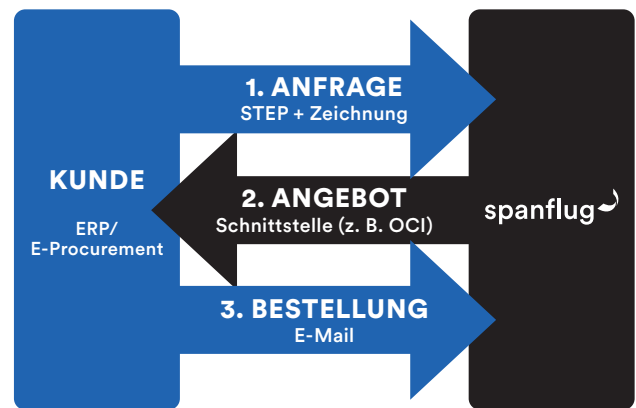 1. ANFRAGE
STEP + Zeichnung
KUNDE
ERP/
E-Procurement
2. ANGEBOT
Schnittstelle (z. B. OCI)
spanflug
3. BESTELLUNG
E-Mail